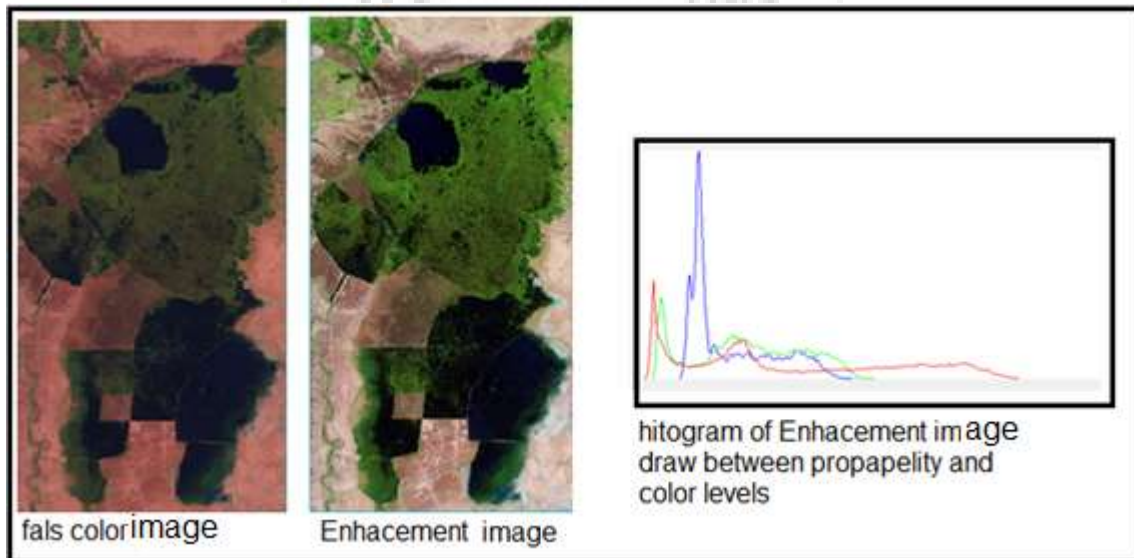 fals color image
Enhacement image
hitogram of Enhacement image
draw between propapelity and
color levels